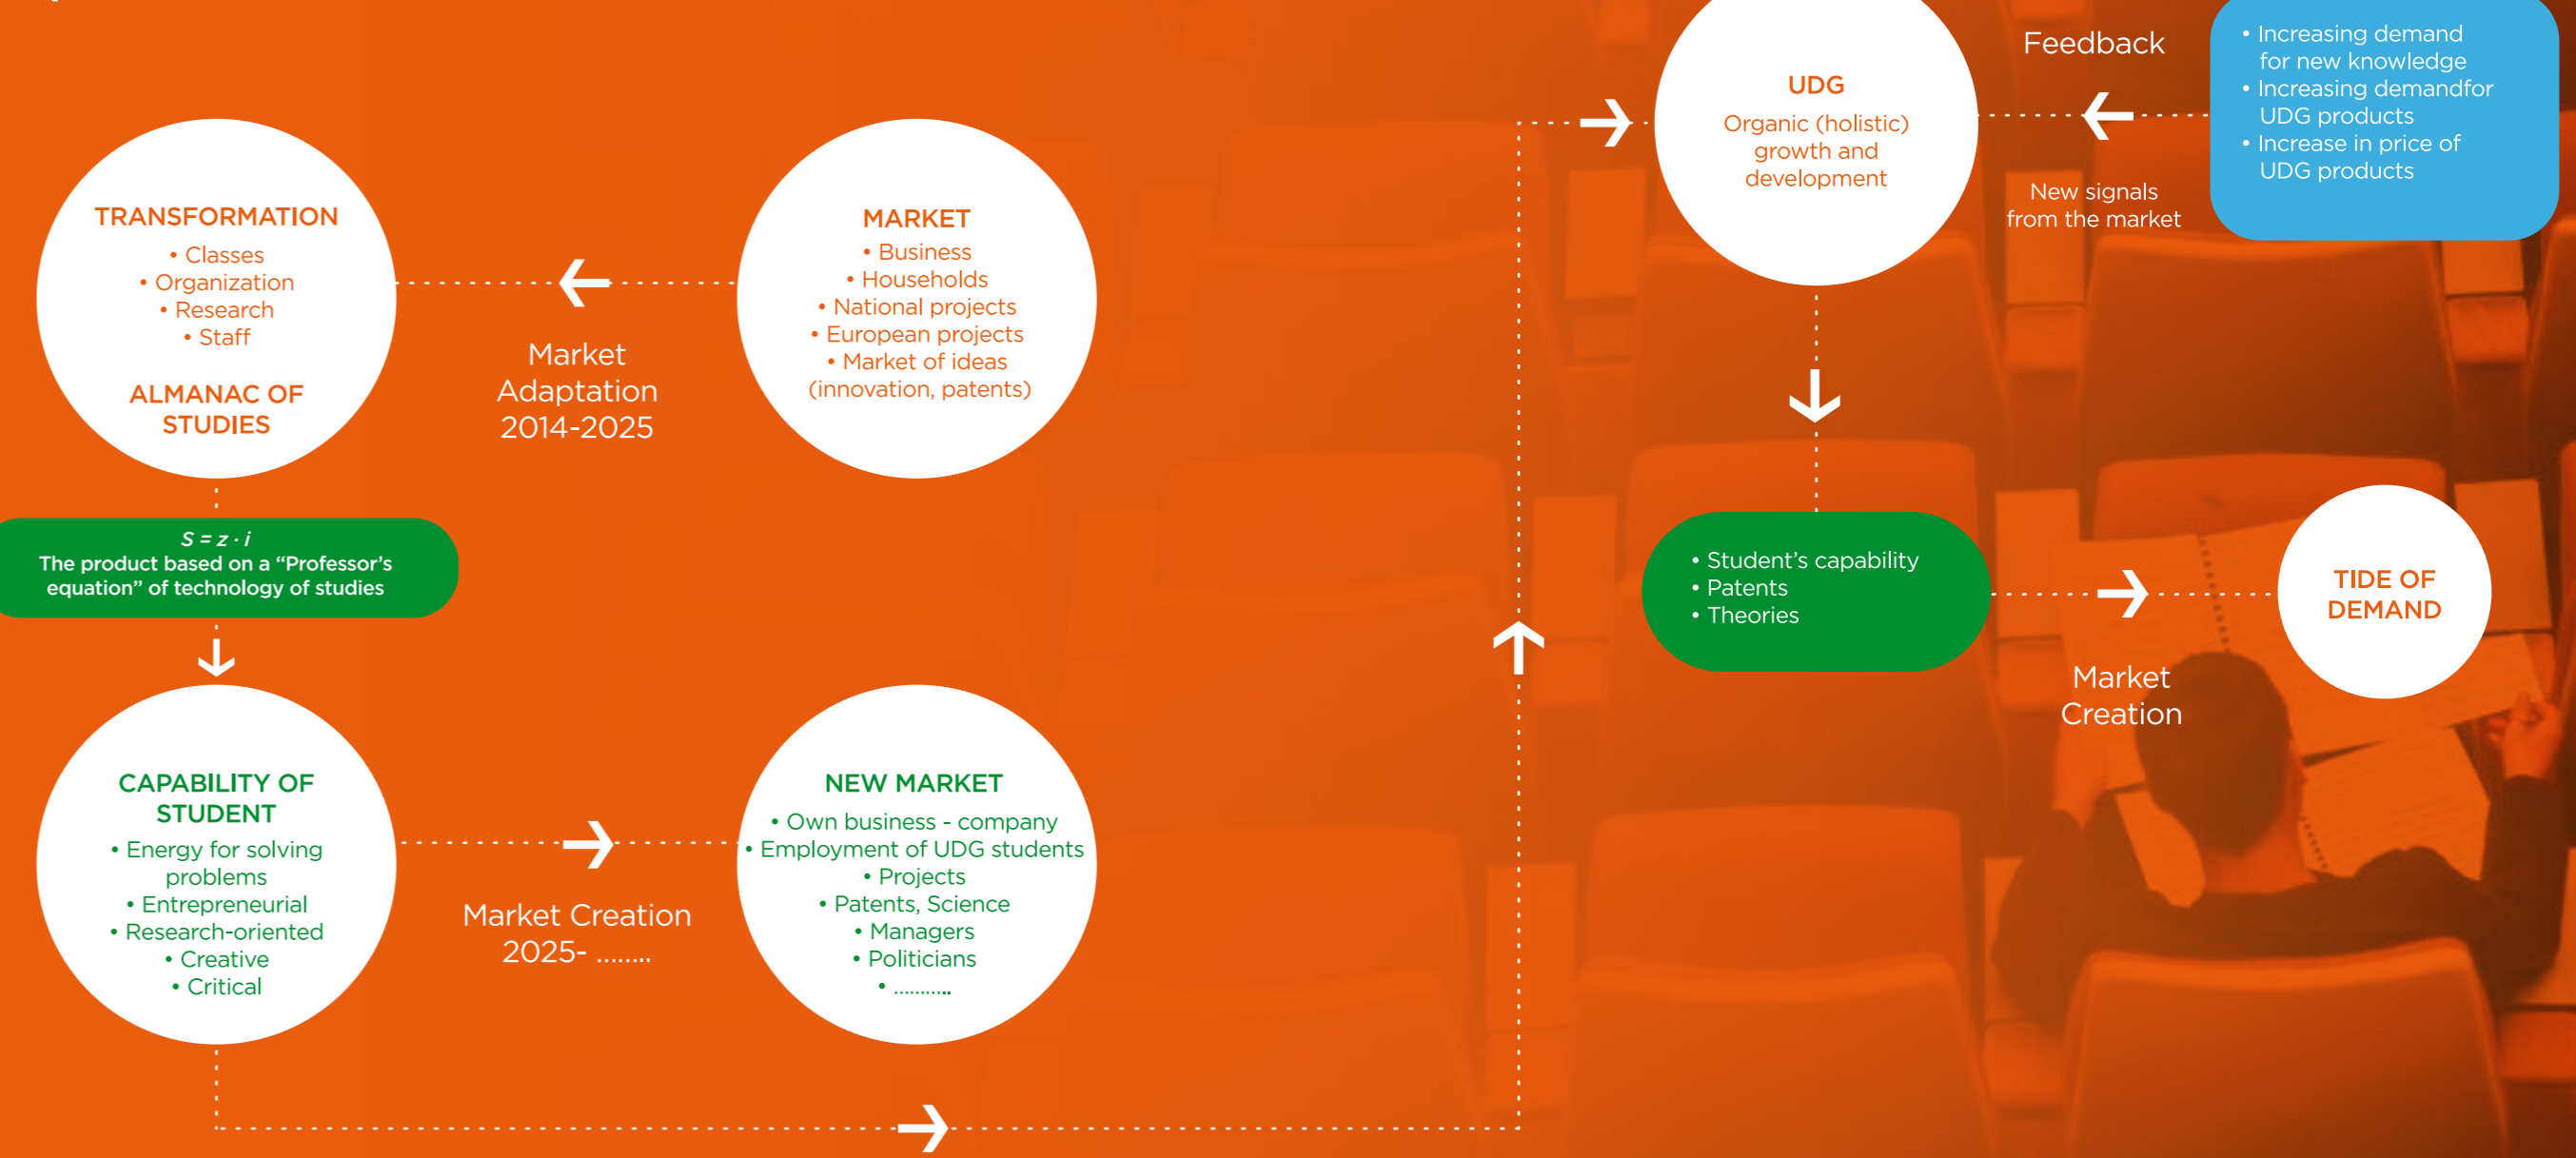 TRANSFORMATION
• Classes
• Organization
• Research
• Staff
ALMANAC OF
STUDIES
Market
Adaptation
2014-2025
MARKET
• Business
• Households
• National projects
• European projects
• Market of ideas
(innovation, patents)
S = z · i
The product based on a “Professor’s
equation” of technology of studies
CAPABILITY OF
STUDENT
• Energy for solving
problems
• Entrepreneurial
• Research-oriented
• Creative
• Critical
Market Creation
2025- ........
NEW MARKET
• Own business - company
• Employment of UDG students
• Projects
• Patents, Science
• Managers
• Politicians
• ..........
UDG
Organic (holistic)
growth and
development
Feedback
New signals
from the market
• Increasing demand
for new knowledge
• Increasing demandfor
UDG products
• Increase in price of
UDG products
• Student’s capability
• Patents
• Theories
Market
Creation
TIDE OF
DEMAND